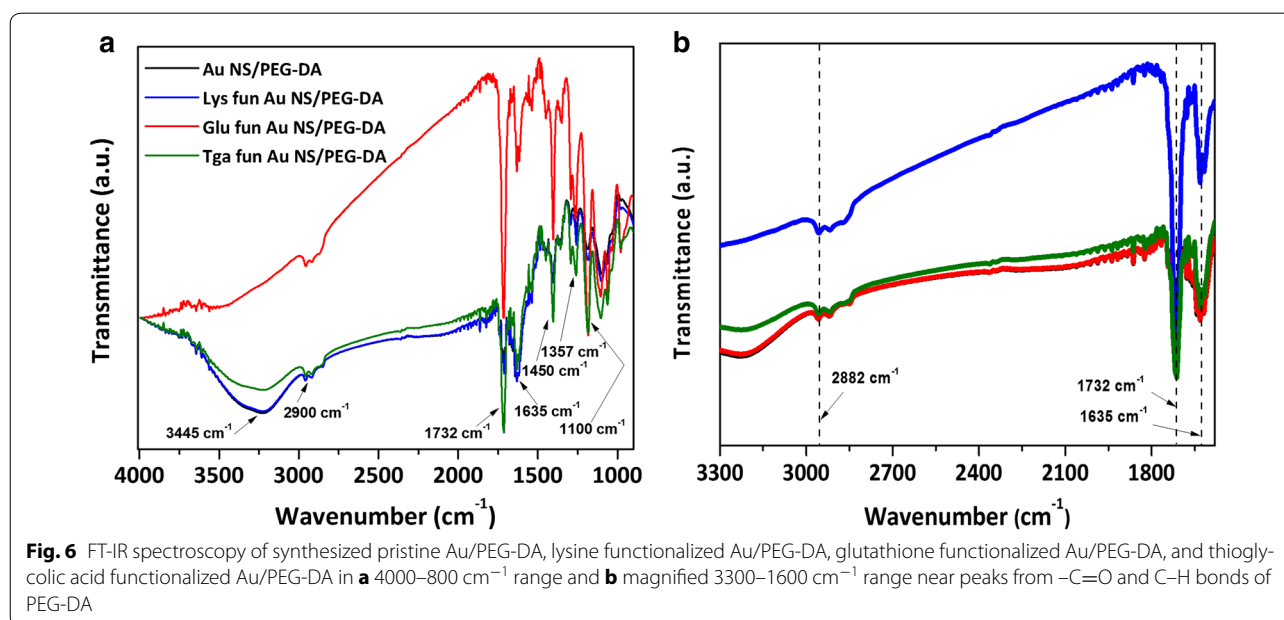 a
Au NS/PEG-DA
Lys fun Au NS/PEG-DA
Glu fun Au NS/PEG-DA
Tga fun Au NS/PEG-DA
Transmittance (a.u.)
3445 cm⁻¹
2900 cm⁻¹
1732 cm⁻¹
1635 cm⁻¹
1450 cm⁻¹
1357 cm⁻¹
1100 cm⁻¹
4000 3500 3000 2500 2000 1500 1000
Wavenumber (cm⁻¹)
b
Transmittance (a.u.)
2882 cm⁻¹
1732 cm⁻¹
1635 cm⁻¹
3300 3000 2700 2400 2100 1800
Wavenumber (cm⁻¹)
Fig. 6 FT-IR spectroscopy of synthesized pristine Au/PEG-DA, lysine functionalized Au/PEG-DA, glutathione functionalized Au/PEG-DA, and thiogly-
colic acid functionalized Au/PEG-DA in a 4000–800 cm⁻¹ range and b magnified 3300–1600 cm⁻¹ range near peaks from –C=O and C–H bonds of
PEG-DA